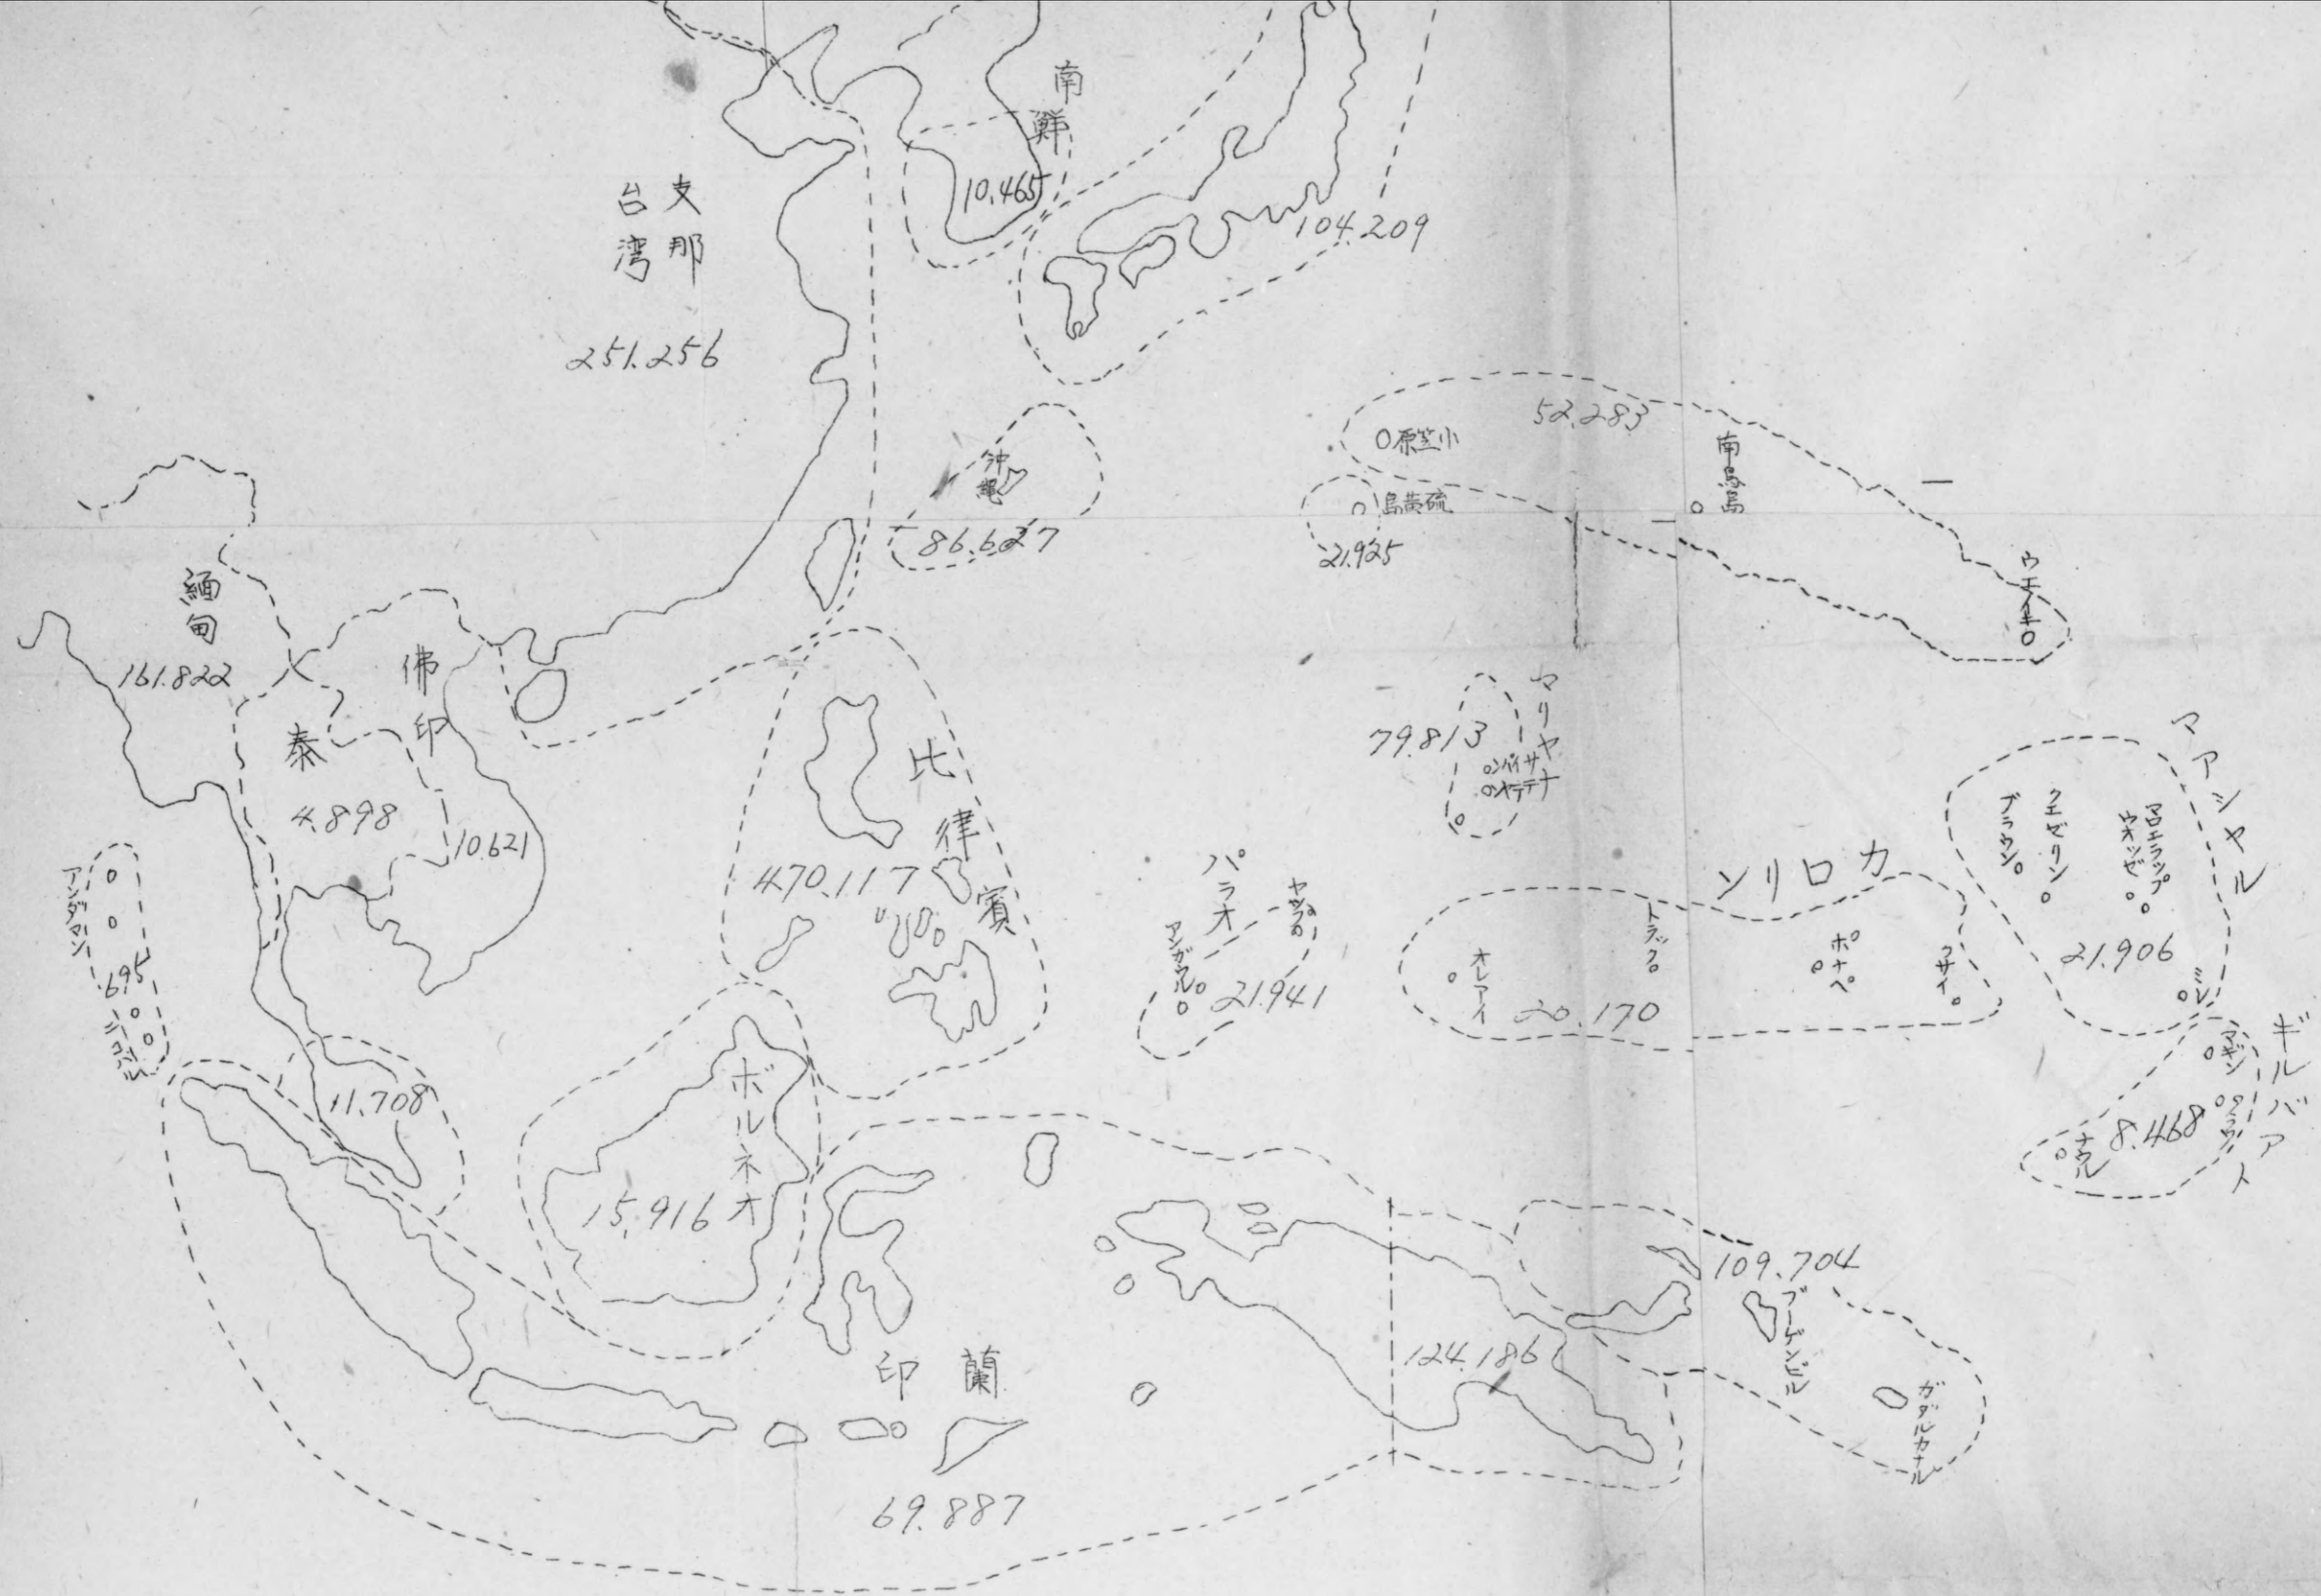 南鮮
10.465
104.209
支那
台湾
251.256
52.283
小笠原
硫黄島
21.925
南鳥島
ウエーキ
沖縄
86.627
緬甸
161.822
佛印
10.621
泰
4.898
比律賓
470.117
マリヤナ
79.813
サイパン
テニヤン
マアシャル
ブラウン
クエゼリン
マロエラップ
ウオッゼ
21.906
ミレ
カロリン
トラック
オレアイ
ポナペ
クサイ
20.170
パラオ
ヤップ
アンガウル
21.941
ギルバアト
マキン
タラワ
ナウル
8.468
アンダマン
695
ニコバル
11.708
ボルネオ
15.916
蘭印
69.887
124.186
109.704
ブーゲンビル
ガダルカナル